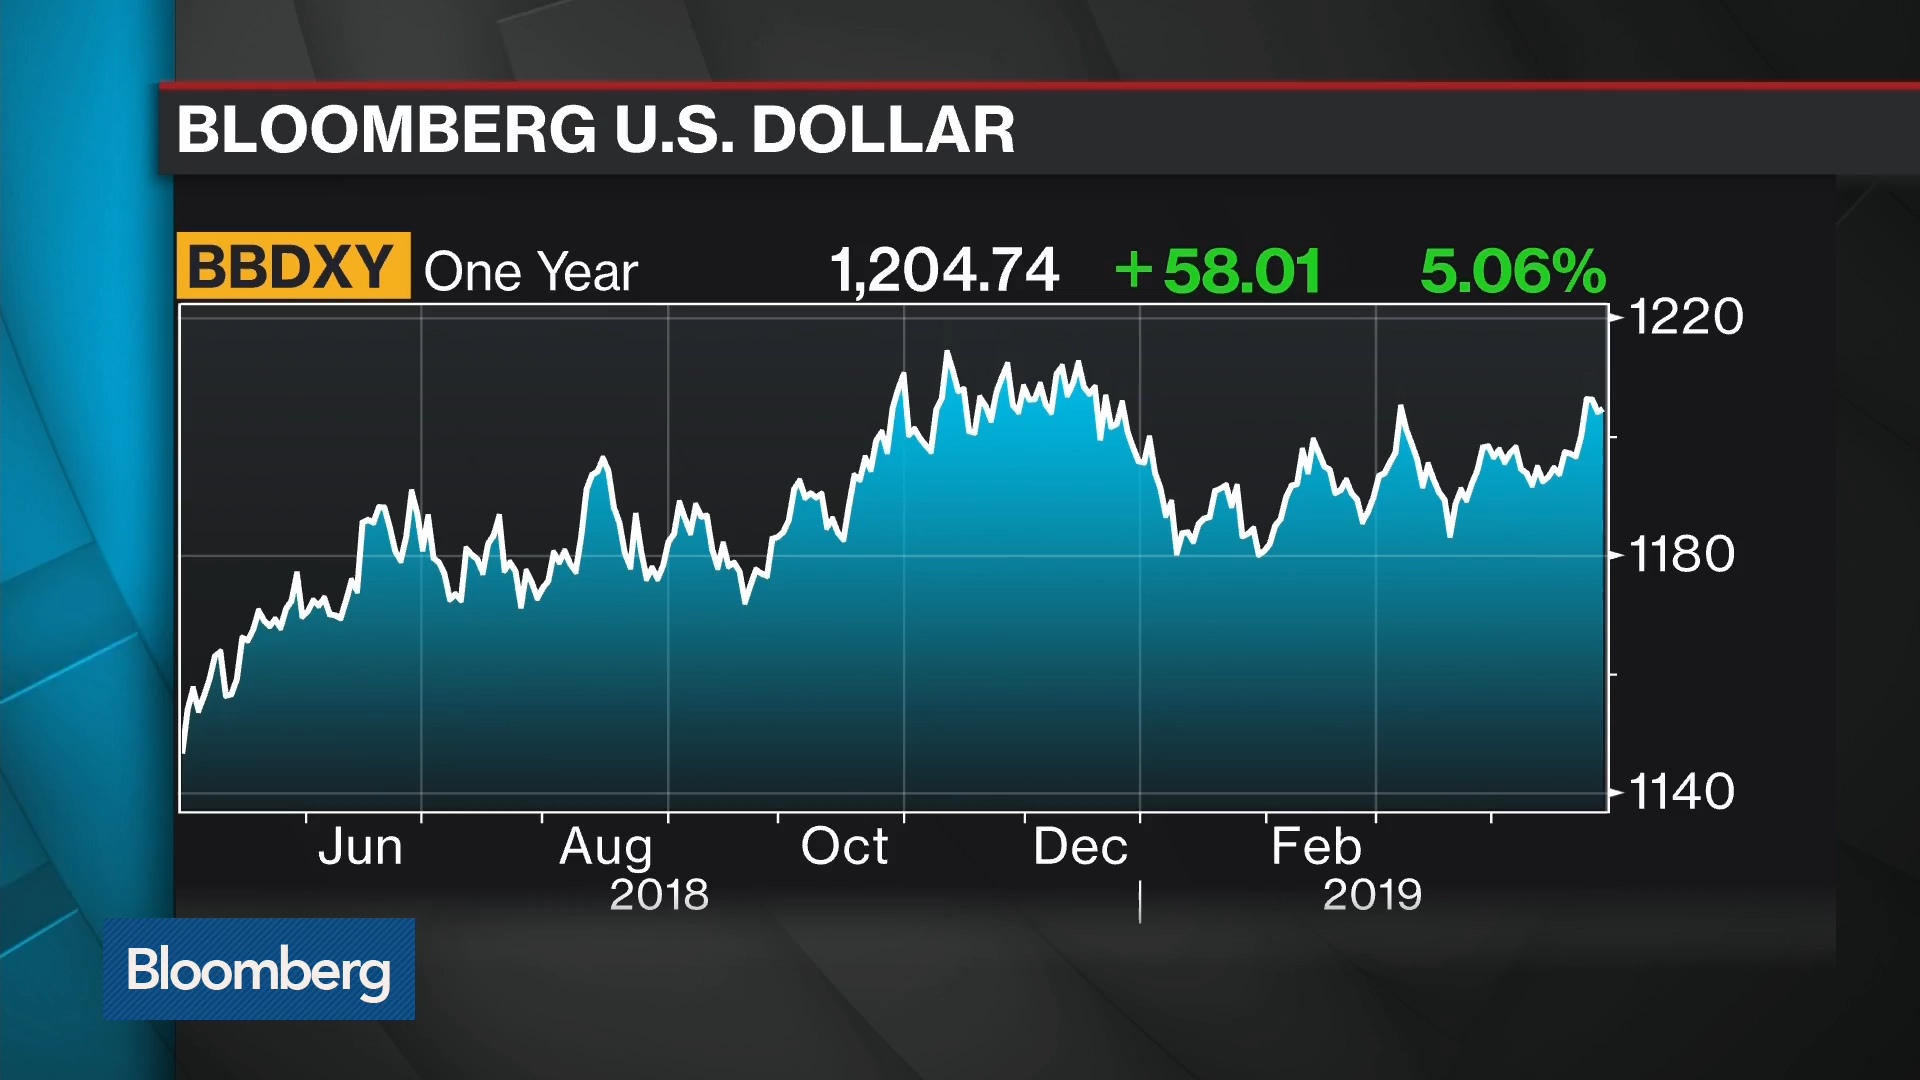 BLOOMBERG U.S. DOLLAR
BBDXY One Year 1,204.74 +58.01 5.06%
1220
1180
1140
Jun Aug Oct Dec Feb
2018 2019
Bloomberg